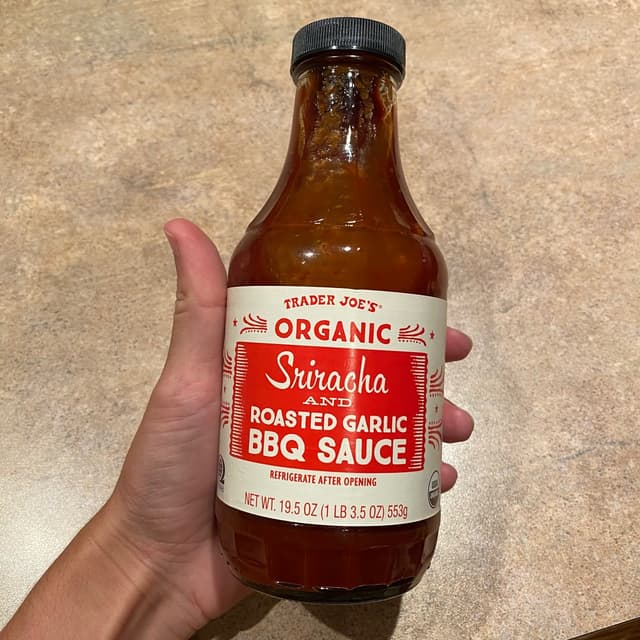 TRADER JOE'S®
ORGANIC
Sriracha
AND
ROASTED GARLIC
BBQ SAUCE
REFRIGERATE AFTER OPENING
NET WT. 19.5 OZ (1 LB 3.5 OZ) 553g